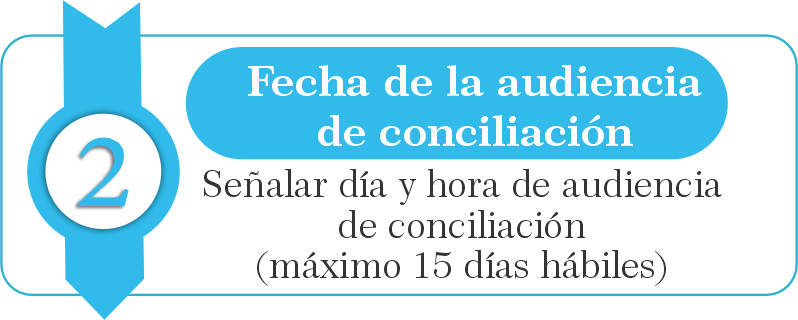 2
Fecha de la audiencia
de conciliación
Señalar día y hora de audiencia
de conciliación
(máximo 15 días hábiles)